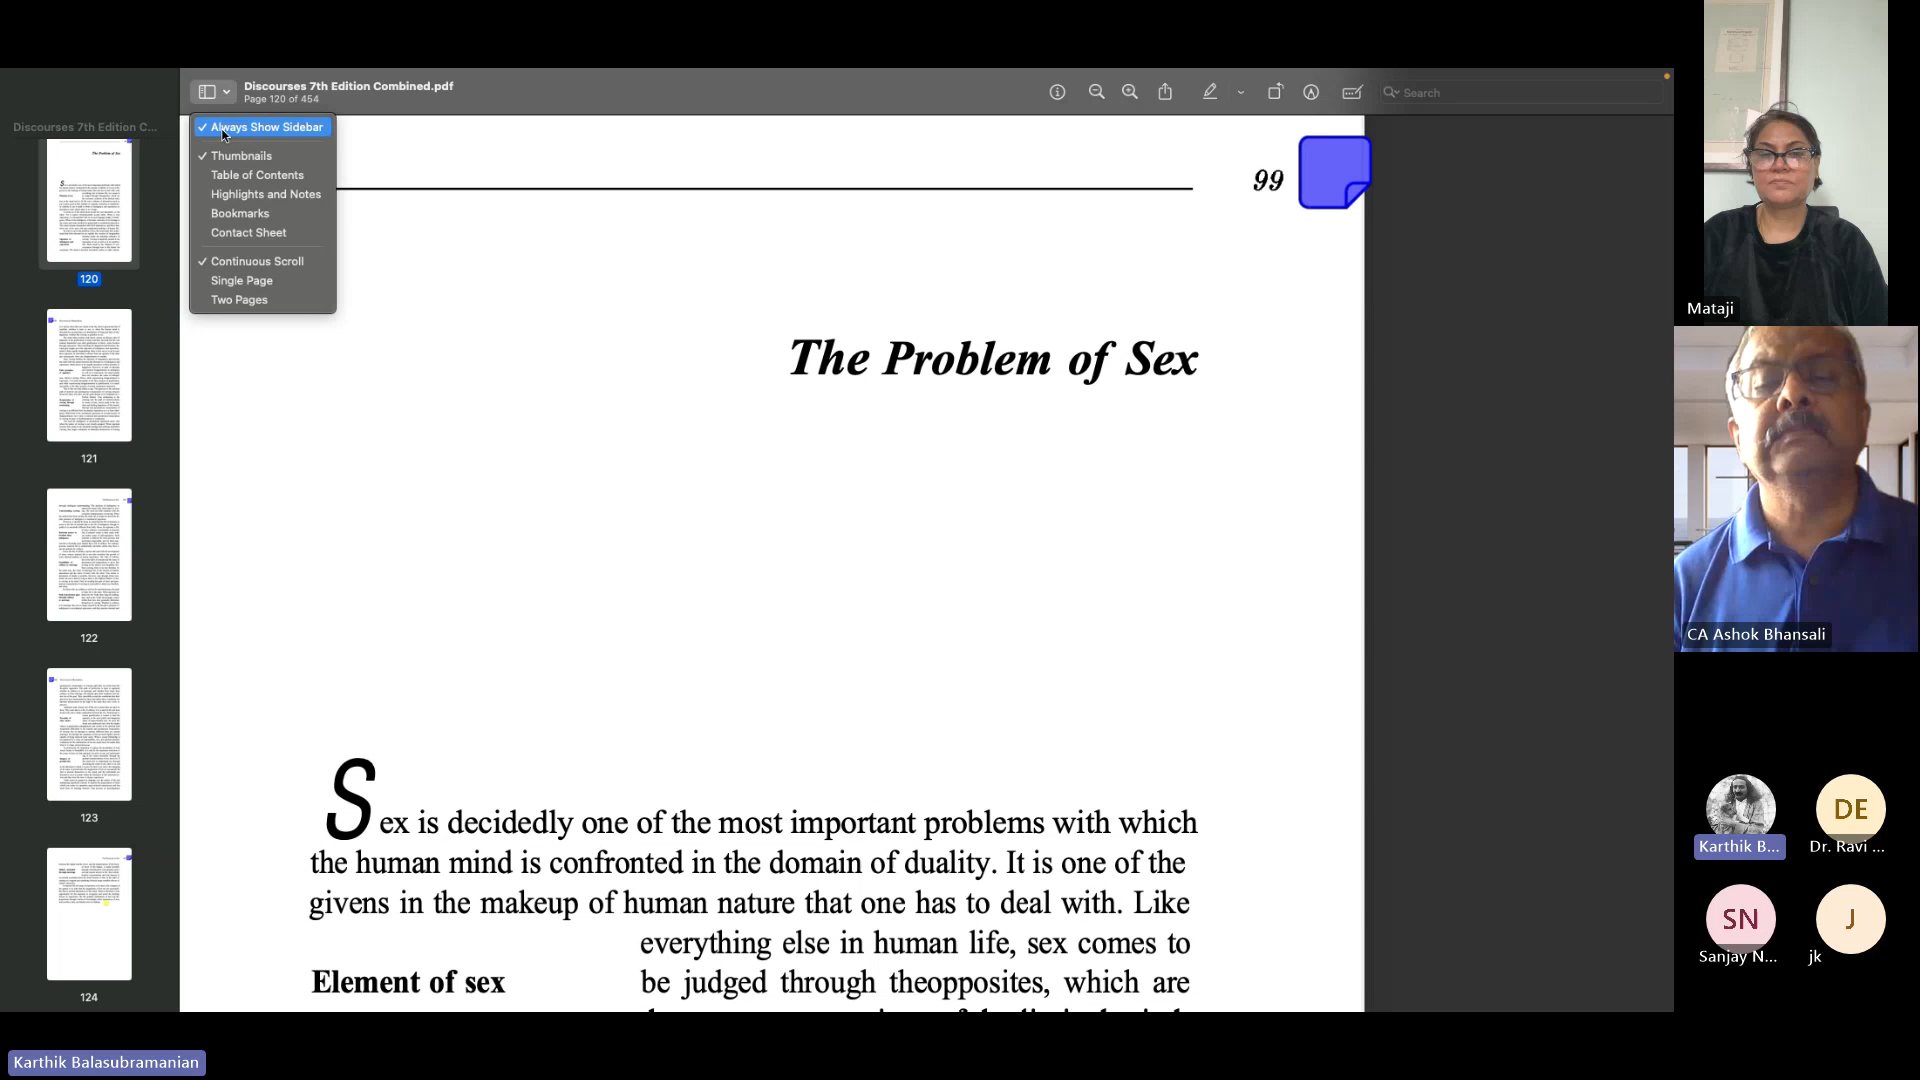 Discourses 7th Edition Combined.pdf
Page 120 of 454
Search
Discourses 7th Edition C...
Always Show Sidebar
Thumbnails
Table of Contents
Highlights and Notes
Bookmarks
Contact Sheet
Continuous Scroll
Single Page
Two Pages
120
121
122
123
124
99
The Problem of Sex
Sex is decidedly one of the most important problems with which
the human mind is confronted in the domain of duality. It is one of the
givens in the makeup of human nature that one has to deal with. Like
everything else in human life, sex comes to
Element of sex
be judged through theopposites, which are
Mataji
CA Ashok Bhansali
Karthik B...
DE
Dr. Ravi ...
SN
Sanjay N...
J
jk
Karthik Balasubramanian